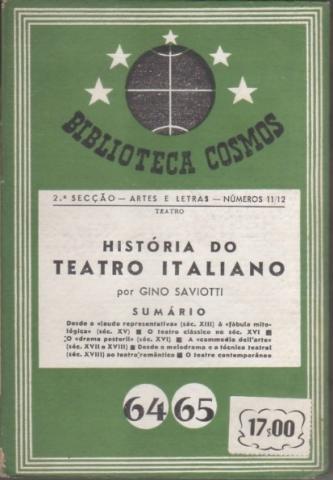 BIBLIOTECA COSMOS
2.ª SECÇÃO — ARTES E LETRAS — NÚMEROS 11/12
TEATRO
HISTÓRIA DO
TEATRO ITALIANO
por GINO SAVIOTTI
SUMÁRIO
Desde a «lauda representativa» (séc. XIII) à «fábula mito-
lógica» (séc. XV) ■ O teatro clássico no séc. XVI ■
O «drama pastoril» (séc. XVI) ■ A «commedia dell'arte»
(séc. XVII e XVIII) ■ Desde o melodrama e a técnica teatral
(séc. XVIII) ao teatro romântico ■ O teatro contemporâneo
64 65
17$00